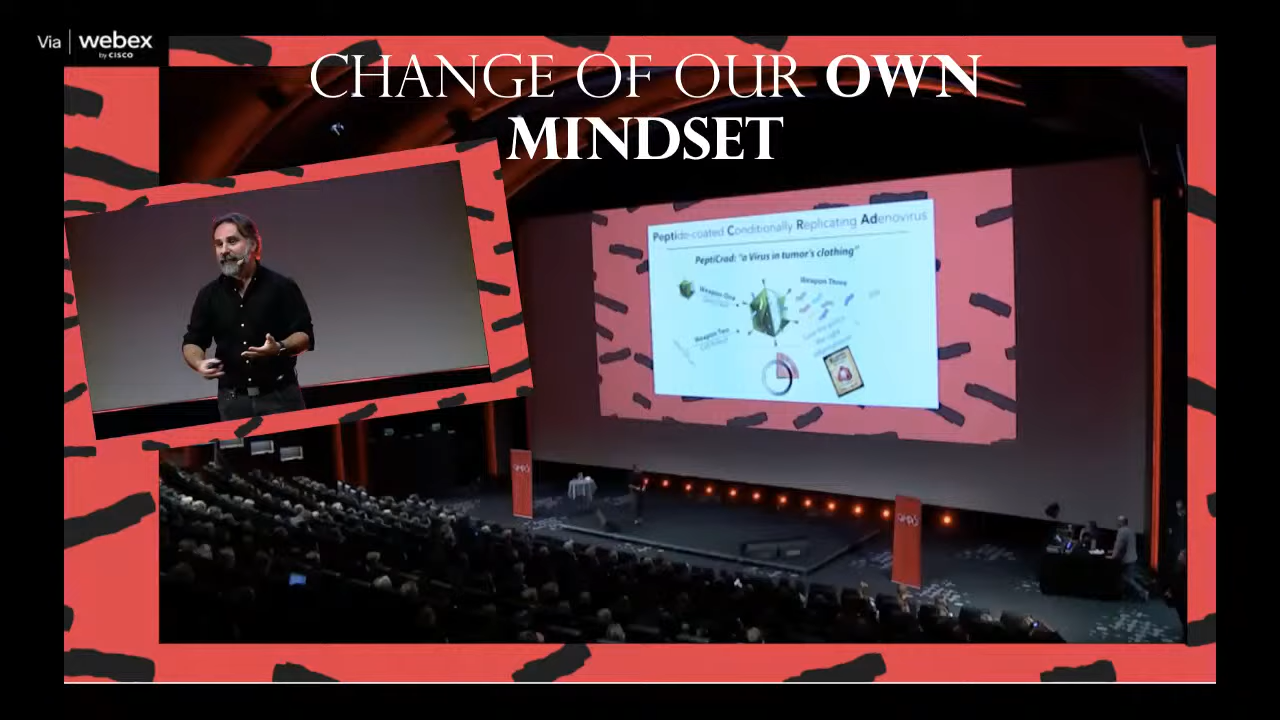 Via webex
by CISCO
CHANGE OF OUR OWN
MINDSET
Peptide-coated Conditionally Replicating Adenovirus
PeptiCrad: "a Virus in tumor's clothing"
Weapon One
Weapon Three
Weapon Two